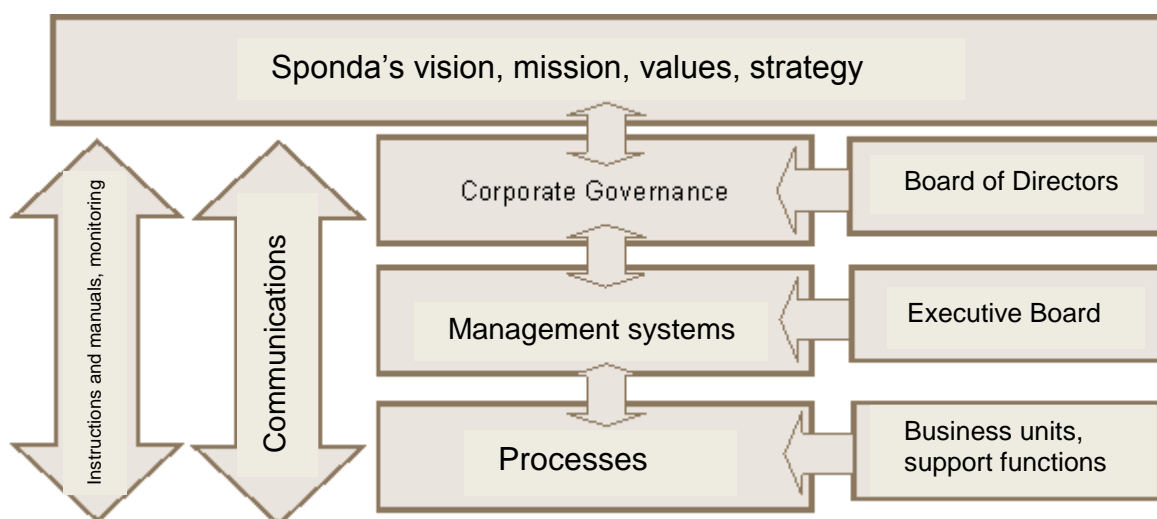 Sponda's vision, mission, values, strategy
Instructions and manuals, monitoring
Communications
Corporate Governance
Board of Directors
Management systems
Executive Board
Processes
Business units,
support functions